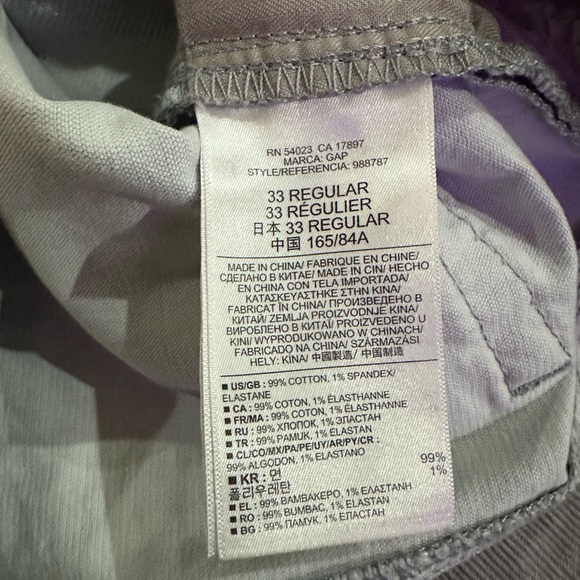 RN 54023 CA 17897
MARCA: GAP
STYLE/REFERENCIA: 988787
33 REGULAR
33 RÉGULIER
日本 33 REGULAR
中国 165/84A
MADE IN CHINA/ FABRIQUE EN CHINE/
СДЕЛАНО В КИТАЕ/ MADE IN CIN/ HECHO
EN CHINA CON TELA IMPORTADA/
ΚΑΤΑΣΚΕΥΑΣΤΗΚΕ ΣΤΗΝ ΚΙΝΑ/
FABRICAT ÎN CHINA/ ПРОИЗВЕДЕНО В
КИТАЙ/ ZEMLJA PROIZVODNJE KINA/
ВИРОБЛЕНО В КИТАЇ/ PROIZVEDENO U
KINI/ WYPRODUKOWANO W CHINACH/
FABRICADO NA CHINA/ SZÁRMAZÁSI
HELY: KÍNA/ 中國製造/ 中国制造
■ US/GB : 99% COTTON, 1% SPANDEX/
ELASTANE
■ CA : 99% COTON, 1% ÉLASTHANNE
■ FR/MA : 99% COTON, 1% ÉLASTHANNE
■ RU : 99% ХЛОПОК, 1% ЭЛАСТАН
■ TR : 99% PAMUK, 1% ELASTAN
■ CL/CO/MX/PA/PE/UY/AR/PY/CR :
99% ALGODON, 1% ELASTANO
■ KR : 면 99%
폴리우레탄 1%
■ EL : 99% ΒΑΜΒΑΚΕΡΟ, 1% ΕΛΑΣΤΑΝΗ
■ RO : 99% BUMBAC, 1% ELASTAN
■ BG : 99% ПАМУК, 1% ЕЛАСТАН